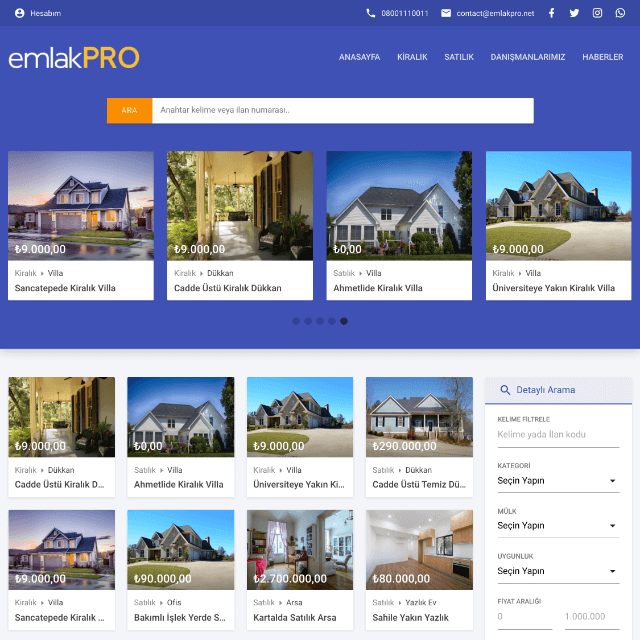 Hesabım
08001110011
contact@emlakpro.net
emlakPRO
ANASAYFA
KİRALIK
SATILIK
DANIŞMANLARIMIZ
HABERLER
ARA
Anahtar kelime veya ilan numarası..
₺9.000,00
Kiralık
Villa
Sancatepede Kiralık Villa
₺9.000,00
Kiralık
Dükkan
Cadde Üstü Kiralık Dükkan
₺0,00
Satılık
Villa
Ahmetlide Kiralık Villa
₺9.000,00
Kiralık
Villa
Üniversiteye Yakın Kiralık Villa
₺9.000,00
Kiralık
Dükkan
Cadde Üstü Kiralık D...
₺0,00
Satılık
Villa
Ahmetlide Kiralık Villa
₺9.000,00
Kiralık
Villa
Üniversiteye Yakın Ki...
₺290.000,00
Satılık
Dükkan
Cadde Üstü Temiz Dü...
₺9.000,00
Kiralık
Villa
Sancatepede Kiralık ...
₺90.000,00
Satılık
Ofis
Bakımlı İşlek Yerde S...
₺2.700.000,00
Satılık
Arsa
Kartalda Satılık Arsa
₺80.000,00
Satılık
Yazlık Ev
Sahile Yakın Yazlık
Detaylı Arama
KELİME FİLTRELE
Kelime yada İlan kodu
KATEGORİ
Seçin Yapın
MÜLK
Seçin Yapın
UYGUNLUK
Seçin Yapın
FİYAT ARALIĞI
0
1.000.000